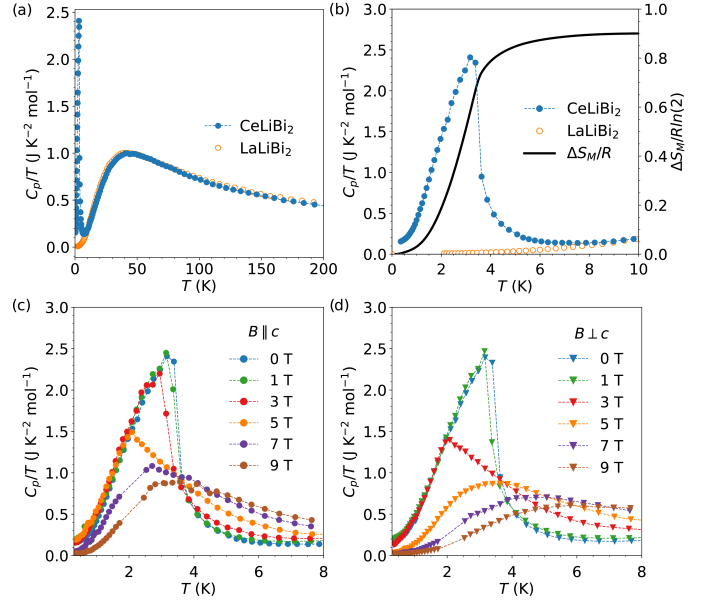 (a)
C_p/T (J K⁻² mol⁻¹)
2.5
2.0
1.5
1.0
0.5
0.0
CeLiBi₂
LaLiBi₂
0 50 100 150 200
T (K)
(b)
C_p/T (J K⁻² mol⁻¹)
3.0
2.5
2.0
1.5
1.0
0.5
0.0
CeLiBi₂
LaLiBi₂
ΔS_M/R
1.0
0.8
0.6
0.4
0.2
0.0
ΔS_M/Rln(2)
0 2 4 6 8 10
T (K)
(c)
C_p/T (J K⁻² mol⁻¹)
3.0
2.5
2.0
1.5
1.0
0.5
0.0
B ∥ c
0 T
1 T
3 T
5 T
7 T
9 T
2 4 6 8
T (K)
(d)
C_p/T (J K⁻² mol⁻¹)
3.0
2.5
2.0
1.5
1.0
0.5
0.0
B ⊥ c
0 T
1 T
3 T
5 T
7 T
9 T
2 4 6 8
T (K)